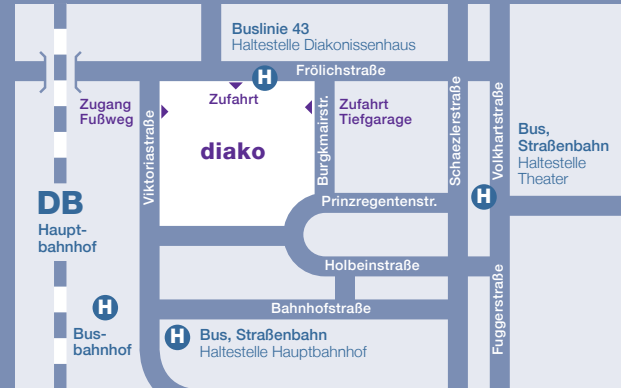 Buslinie 43
Haltestelle Diakonissenhaus
H
Frölichstraße
Zufahrt
Zugang
Fußweg
Zufahrt
Tiefgarage
diako
Viktoriastraße
Burgkmairstr.
Schaezlerstraße
Volkhartstraße
Bus,
Straßenbahn
Haltestelle
Theater
H
Prinzregentenstr.
DB
Haupt-
bahnhof
Holbeinstraße
Fuggerstraße
H
Bus-
bahnhof
Bahnhofstraße
H
Bus, Straßenbahn
Haltestelle Hauptbahnhof